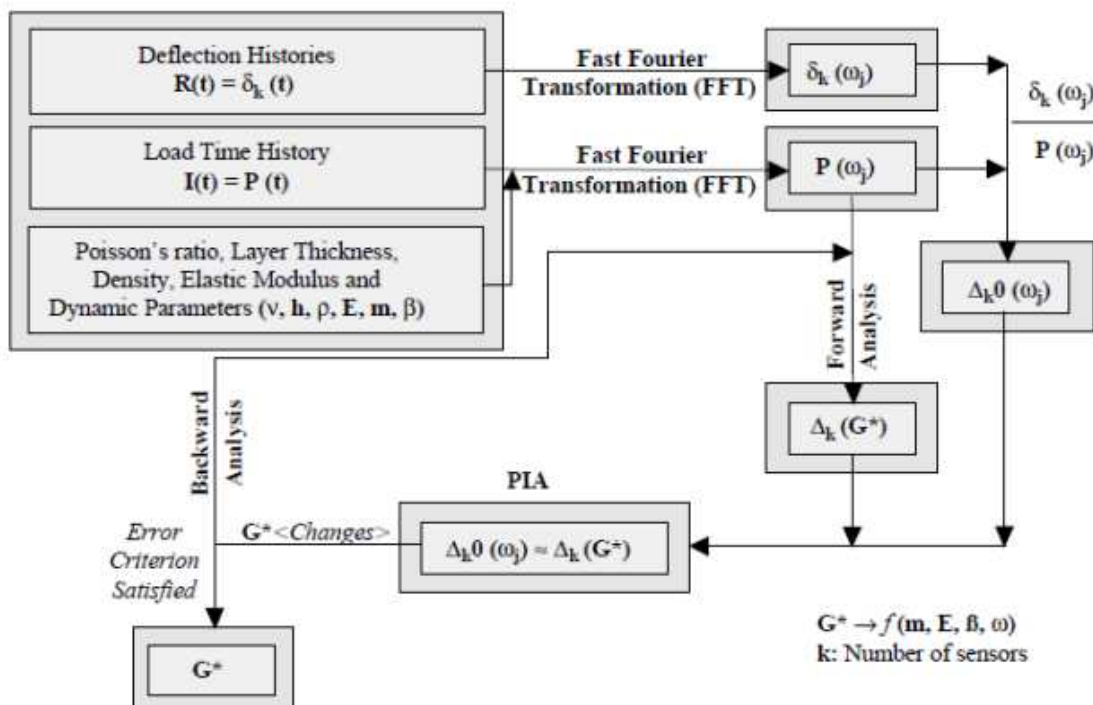 Deflection Histories
R(t) = δk (t)
Fast Fourier
Transformation (FFT)
δk (ωj)
δk (ωj)
P (ωj)
Load Time History
I(t) = P (t)
Fast Fourier
Transformation (FFT)
P (ωj)
Poisson's ratio, Layer Thickness,
Density, Elastic Modulus and
Dynamic Parameters (ν, h, ρ, E, m, β)
Δk0 (ωj)
Forward
Analysis
Δk (G*)
Backward
Analysis
PIA
Error
Criterion
Satisfied
G* <Changes>
Δk0 (ωj) ≈ Δk (G*)
G*
G* → f (m, E, ß, ω)
k: Number of sensors